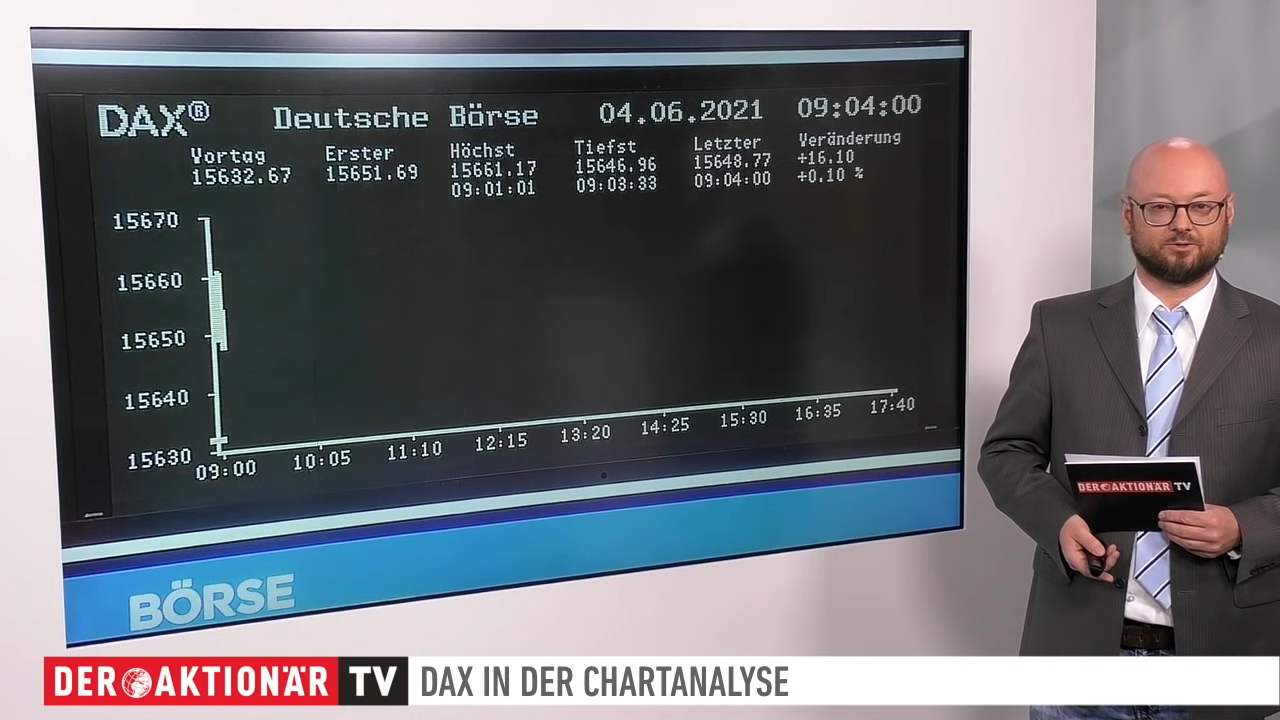 DAX® Deutsche Börse 04.06.2021 09:04:00
Vortag Erster Höchst Tiefst Letzter Veränderung
15632.67 15651.69 15661.17 15646.96 15648.77 +16.10
09:01:01 09:03:33 09:04:00 +0.10 %
15670
15660
15650
15640
15630
09:00 10:05 11:10 12:15 13:20 14:25 15:30 16:35 17:40
BÖRSE
DER AKTIONÄR TV
DER AKTIONÄR TV DAX IN DER CHARTANALYSE